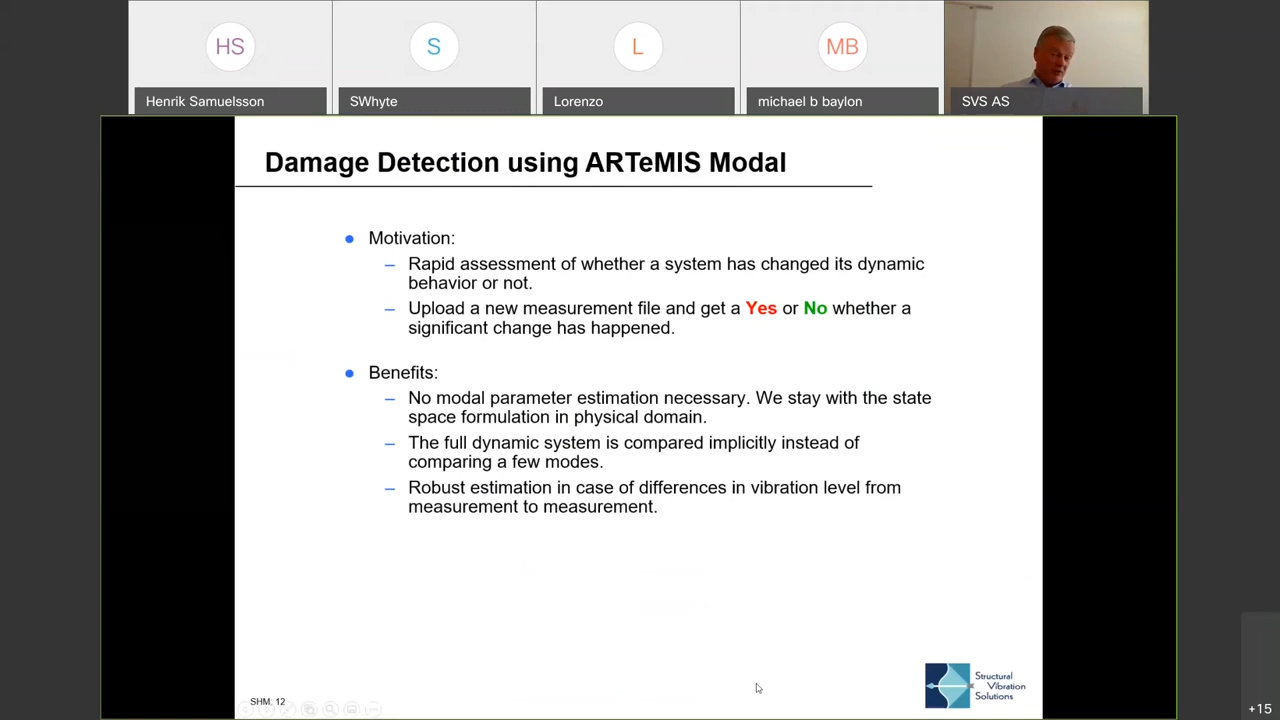 HS
S
L
MB
Henrik Samuelsson
SWhyte
Lorenzo
michael b baylon
SVS AS
Damage Detection using ARTeMIS Modal
Motivation:
– Rapid assessment of whether a system has changed its dynamic
behavior or not.
– Upload a new measurement file and get a Yes or No whether a
significant change has happened.
Benefits:
– No modal parameter estimation necessary. We stay with the state
space formulation in physical domain.
– The full dynamic system is compared implicitly instead of
comparing a few modes.
– Robust estimation in case of differences in vibration level from
measurement to measurement.
Structural
Vibration
Solutions
SHM: 12
+15